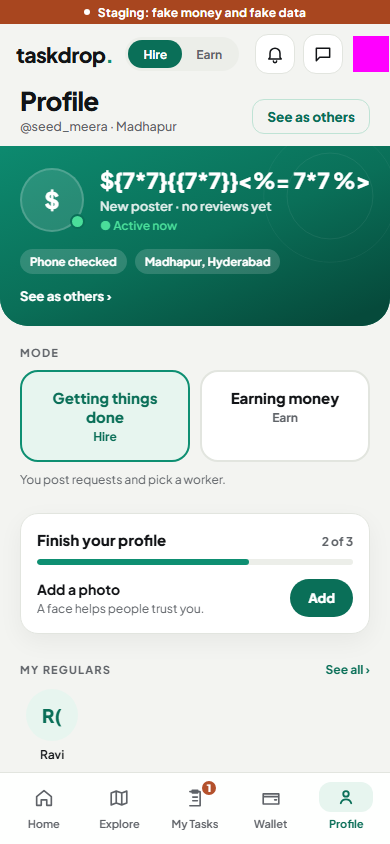 Staging: fake money and fake data
taskdrop.
Hire
Earn
Profile
@seed_meera · Madhapur
See as others
$
${7*7}{{7*7}}<%= 7*7 %>
New poster · no reviews yet
Active now
Phone checked
Madhapur, Hyderabad
See as others ›
MODE
Getting things
done
Hire
Earning money
Earn
You post requests and pick a worker.
Finish your profile
2 of 3
Add a photo
A face helps people trust you.
Add
MY REGULARS
See all ›
R(
Ravi
1
Home
Explore
My Tasks
Wallet
Profile